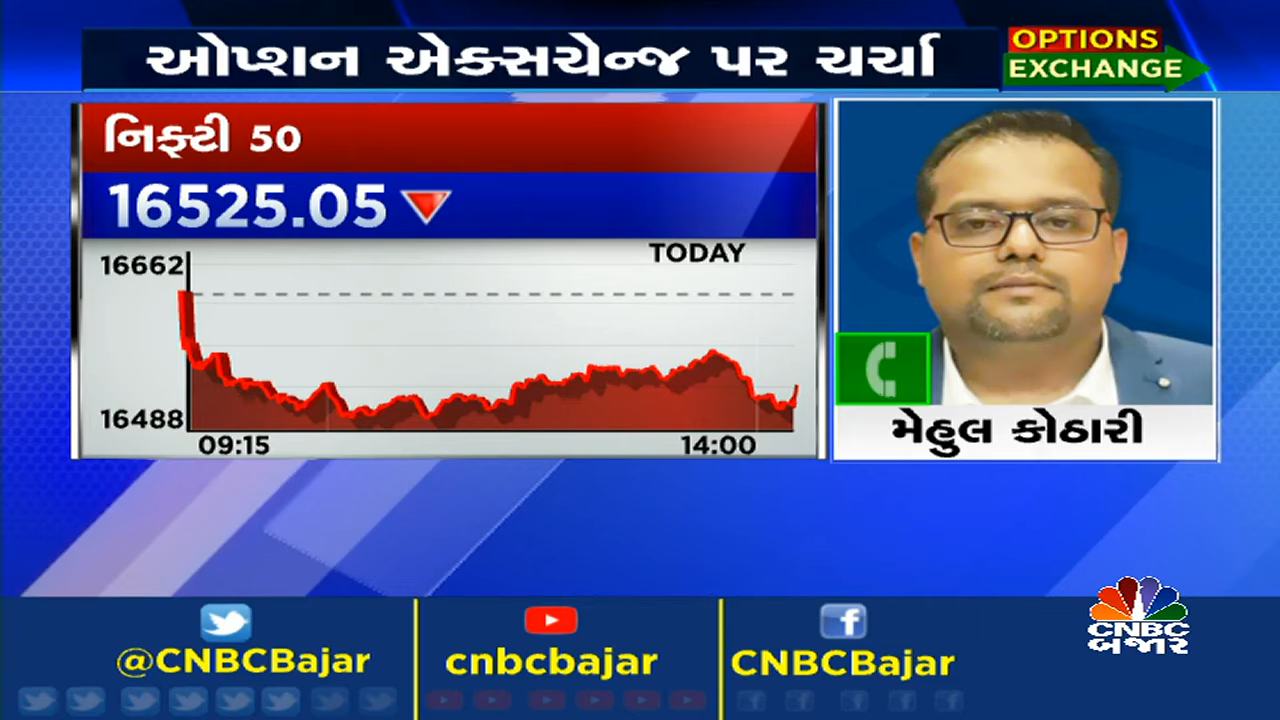 ઓપ્શન એક્સચેન્જ પર ચર્ચા
OPTIONS
EXCHANGE
નિફ્ટી 50
16525.05
TODAY
16662
16488
09:15 14:00
મેહુલ કોઠારી
@CNBCBajar
cnbcbajar
CNBCBajar
CNBC
બજાર